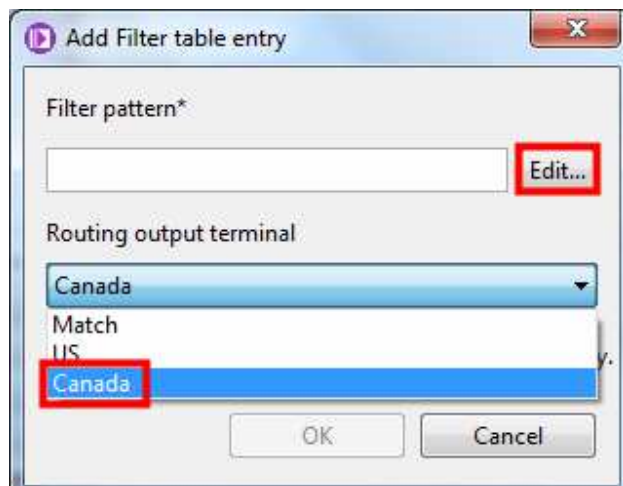 Add Filter table entry
Filter pattern*
Edit...
Routing output terminal
Canada
Match
US
y.
Canada
OK
Cancel